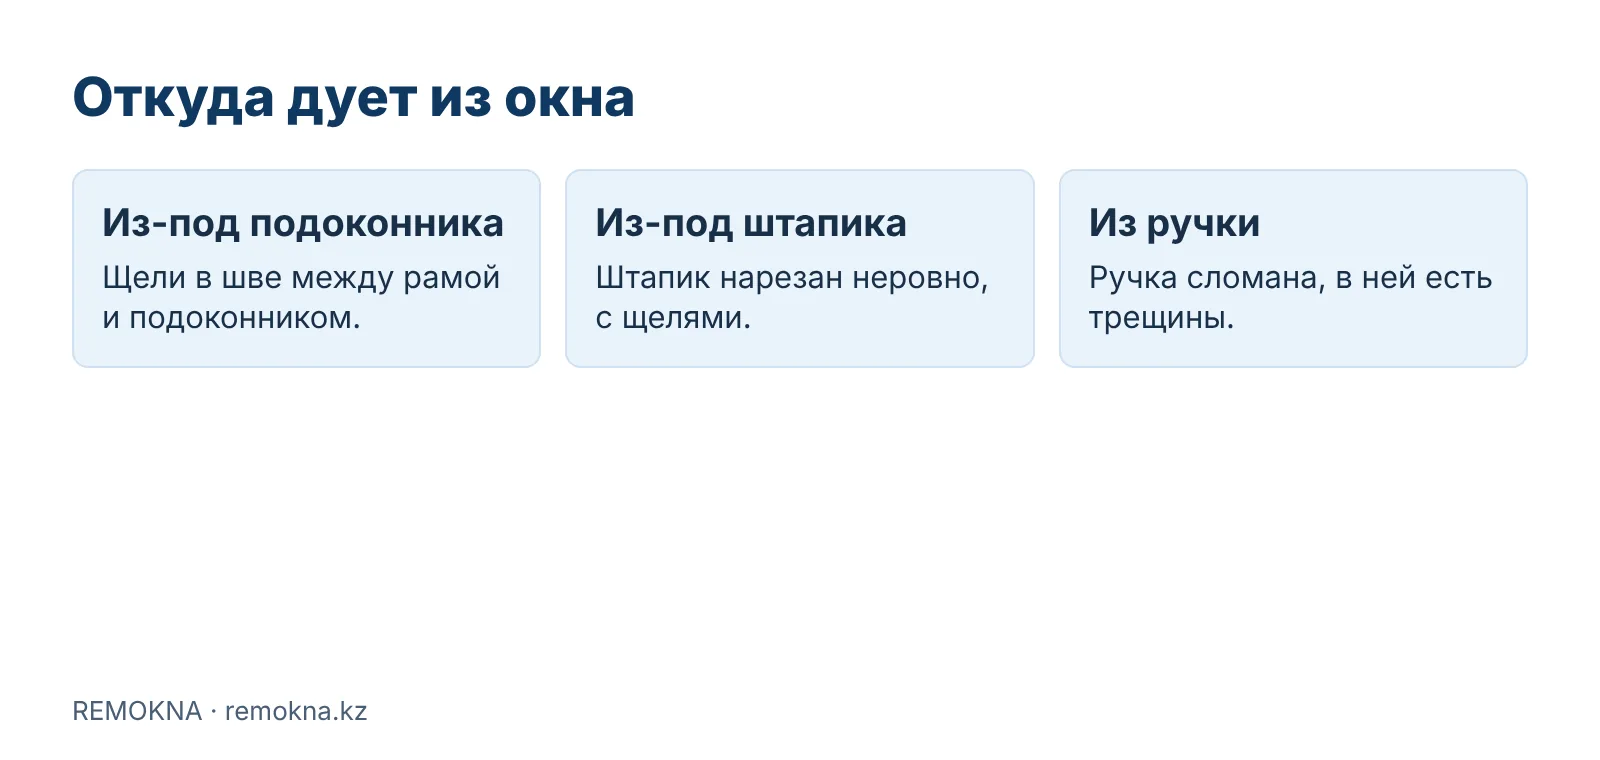 Откуда дует из окна
Из-под подоконника
Щели в шве между рамой
и подоконником.
Из-под штапика
Штапик нарезан неровно,
с щелями.
Из ручки
Ручка сломана, в ней есть
трещины.
REMOKNA · remokna.kz